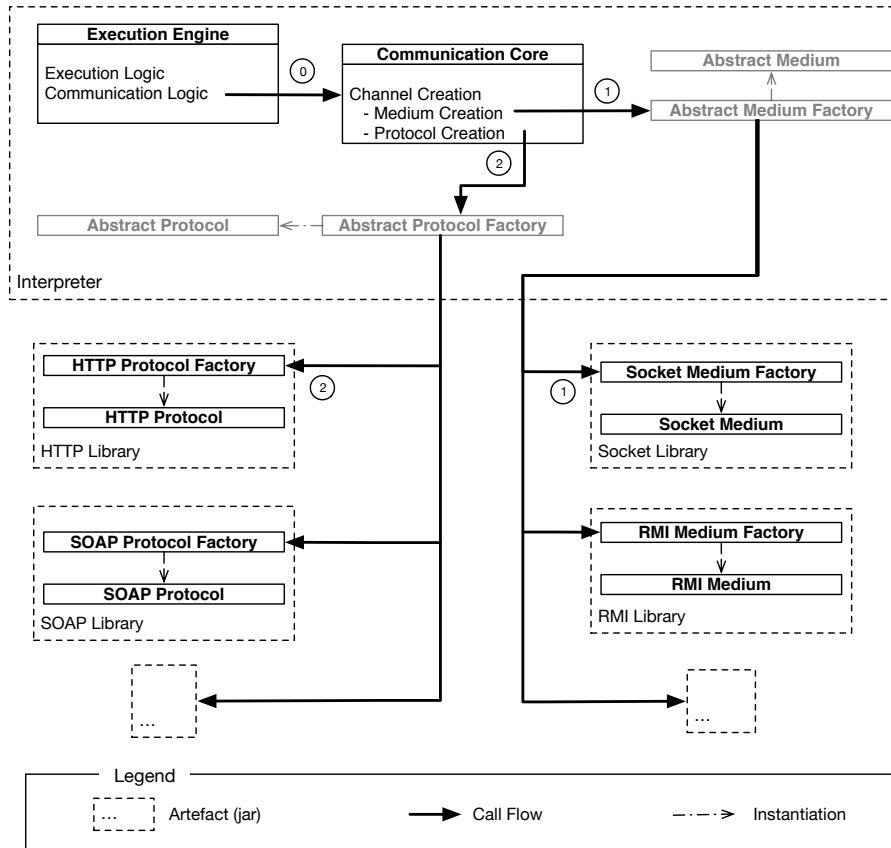 Execution Engine
Execution Logic
Communication Logic
0
Communication Core
Channel Creation
- Medium Creation
- Protocol Creation
1
Abstract Medium
Abstract Medium Factory
2
Abstract Protocol
Abstract Protocol Factory
Interpreter
HTTP Protocol Factory
HTTP Protocol
HTTP Library
2
1
Socket Medium Factory
Socket Medium
Socket Library
SOAP Protocol Factory
SOAP Protocol
SOAP Library
RMI Medium Factory
RMI Medium
RMI Library
...
...
Legend
...
Artefact (jar)
Call Flow
Instantiation